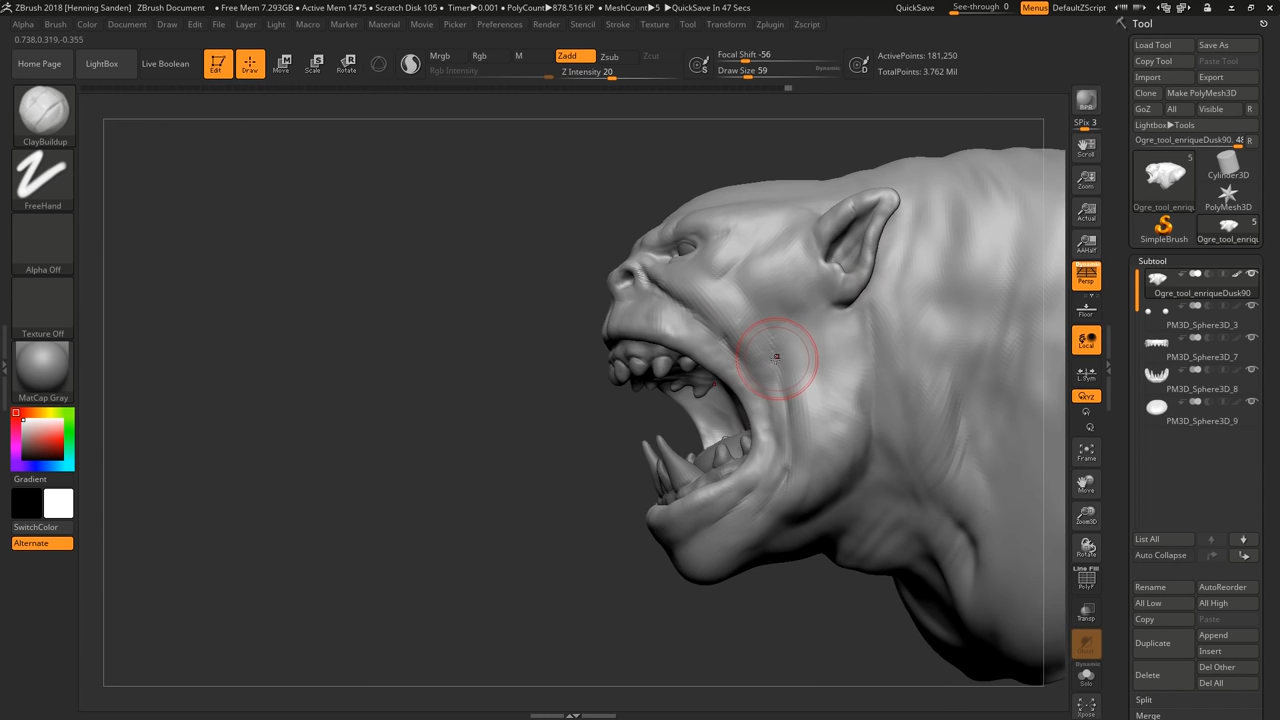 ZBrush 2018 [Henning Sanden] ZBrush Document • Free Mem 7.293GB • Active Mem 1475 • Scratch Disk 105 • Timer▶0.001 • PolyCount▶878.516 KP • MeshCount▶5 ▶QuickSave In 47 Secs QuickSave See-through 0 Menus DefaultZScript
Alpha Brush Color Document Draw Edit File Layer Light Macro Marker Material Movie Picker Preferences Render Stencil Stroke Texture Tool Transform Zplugin Zscript
0.738,0.319,-0.355
Home Page LightBox Live Boolean
Edit Draw Move Scale Rotate
Mrgb Rgb M
Rgb Intensity
Zadd Zsub Zcut
Z Intensity 20
S
Focal Shift -56
Draw Size 59 Dynamic
D
ActivePoints: 181,250
TotalPoints: 3.762 Mil
ClayBuildup
FreeHand
Alpha Off
Texture Off
MatCap Gray
Gradient
SwitchColor
Alternate
BPR
SPix 3
Scroll
Zoom
Actual
AAHalf
Dynamic
Persp
Floor
Local
L.Sym
XYZ
Frame
Move
Zoom3D
Rotate
Line Fill
PolyF
Transp
Dynamic
Solo
Xpose
Tool
Load Tool Save As
Copy Tool Paste Tool
Import Export
Clone Make PolyMesh3D
GoZ All Visible R
Lightbox▶Tools
Ogre_tool_enriqueDusk90. 48 R
5
Ogre_tool_enriqu
Cylinder3D
PolyMesh3D
SimpleBrush
5
Ogre_tool_enriqu
Subtool
Ogre_tool_enriqueDusk90
PM3D_Sphere3D_3
PM3D_Sphere3D_7
PM3D_Sphere3D_8
PM3D_Sphere3D_9
List All
Auto Collapse
Rename AutoReorder
All Low All High
Copy Paste
Duplicate Append
Insert
Delete Del Other
Del All
Split
Merge